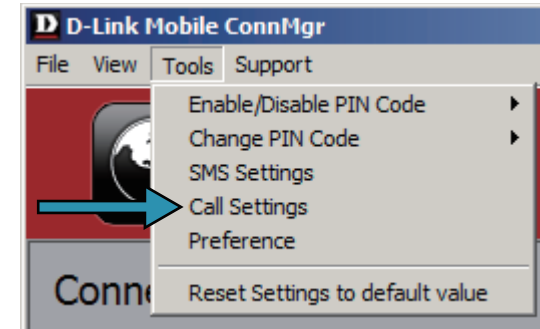 D D-Link Mobile ConnMgr
File View Tools Support
Enable/Disable PIN Code
Change PIN Code
SMS Settings
Call Settings
Preference
Reset Settings to default value